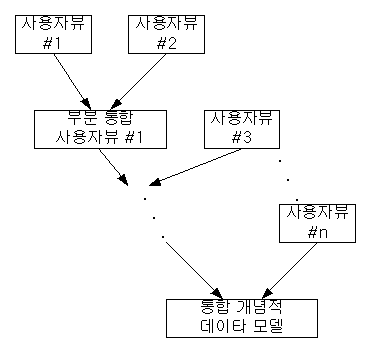 사용자뷰
#1
사용자뷰
#2
부분 통합
사용자뷰 #1
사용자뷰
#3
사용자뷰
#n
통합 개념적
데이타 모델